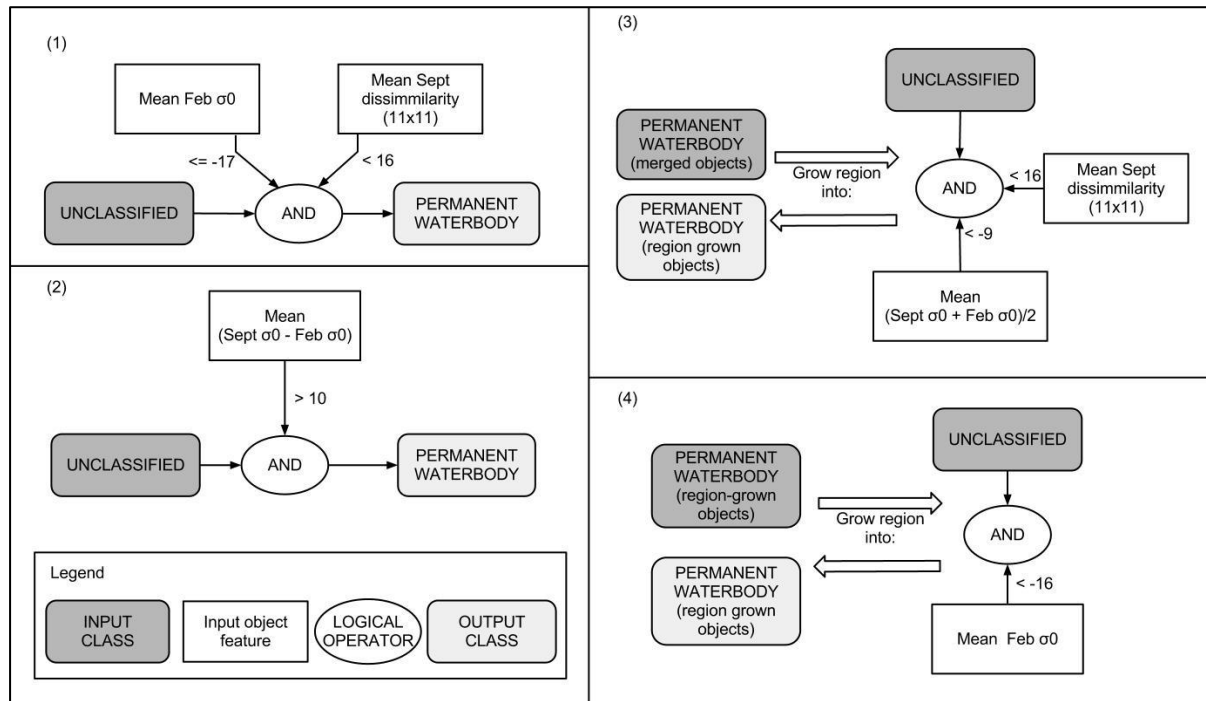 (1)
Mean Feb σ0
Mean Sept
dissimmilarity
(11x11)
<= -17
< 16
UNCLASSIFIED
AND
PERMANENT
WATERBODY
(2)
Mean
(Sept σ0 - Feb σ0)
> 10
UNCLASSIFIED
AND
PERMANENT
WATERBODY
Legend
INPUT
CLASS
Input object
feature
LOGICAL
OPERATOR
OUTPUT
CLASS
(3)
UNCLASSIFIED
PERMANENT
WATERBODY
(merged objects)
Grow region
into:
AND
< 16
Mean Sept
dissimmilarity
(11x11)
PERMANENT
WATERBODY
(region grown
objects)
< -9
Mean
(Sept σ0 + Feb σ0)/2
(4)
UNCLASSIFIED
PERMANENT
WATERBODY
(region-grown
objects)
Grow region
into:
AND
PERMANENT
WATERBODY
(region grown
objects)
< -16
Mean Feb σ0